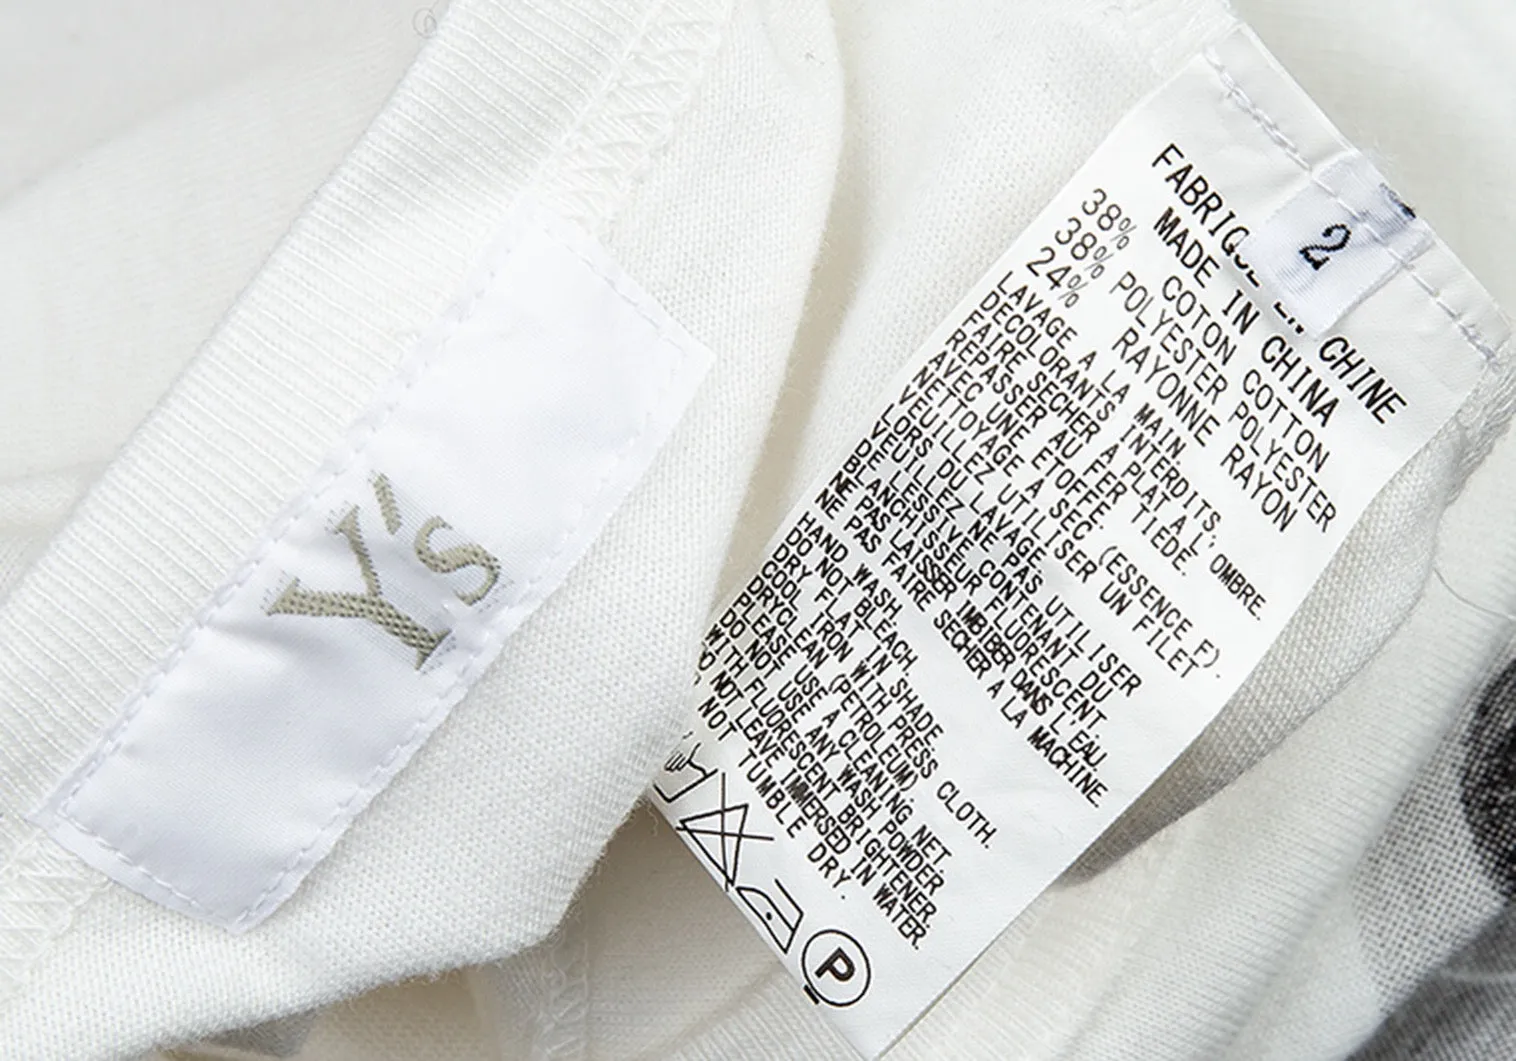 Y's
2
FABRIQUE EN CHINE
MADE IN CHINA
38% COTON COTTON
38% POLYESTER POLYESTER
24% RAYONNE RAYON
LAVAGE A LA MAIN.
DECOLORANTS INTERDITS.
FAIRE SECHER A PLAT A L'OMBRE.
REPASSER AU FER TIEDE.
AVEC UNE ETOFFE.
NETTOYAGE A SEC (ESSENCE F).
VEUILLEZ UTILISER UN FILET
LORS DU LAVAGE.
VEUILLEZ NE PAS UTILISER
DE LESSIVE CONTENANT DU
BLANCHISSEUR FLUORESCENT.
NE PAS LAISSER IMBIBER DANS L'EAU.
NE PAS FAIRE SECHER A LA MACHINE.
HAND WASH.
DO NOT BLEACH.
DRY FLAT IN SHADE.
COOL IRON WITH PRESS CLOTH.
DRYCLEAN (PETROLEUM)
PLEASE USE A CLEANING NET.
DO NOT USE ANY WASH POWDER
WITH FLUORESCENT BRIGHTENER.
DO NOT LEAVE IMMERSED IN WATER.
NOT TUMBLE DRY.
P